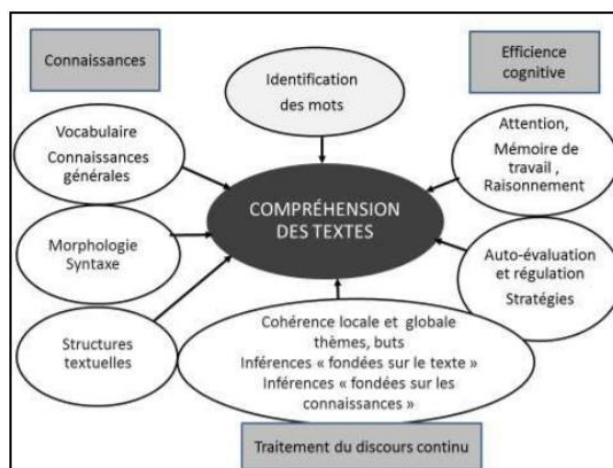 Connaissances
Efficience
cognitive
Identification
des mots
Vocabulaire
Connaissances
générales
Attention,
Mémoire de
travail ,
Raisonnement
COMPRÉHENSION
DES TEXTES
Morphologie
Syntaxe
Auto-évaluation
et régulation
Stratégies
Structures
textuelles
Cohérence locale et globale
thèmes, buts
Inférences « fondées sur le texte »
Inférences « fondées sur les
connaissances »
Traitement du discours continu